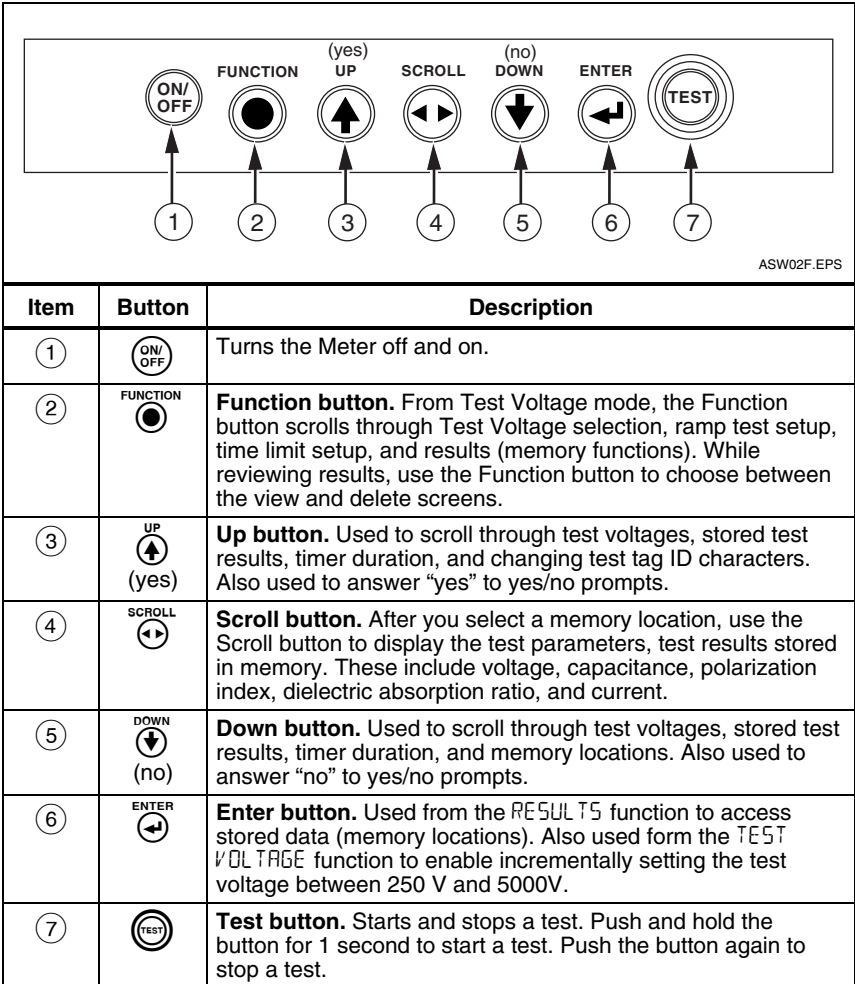 (yes) (no)
FUNCTION UP SCROLL DOWN ENTER
ON/
OFF
TEST
1 2 3 4 5 6 7
ASW02F.EPS
Item Button Description
1 ON/ Turns the Meter off and on.
OFF
2 FUNCTION Function button. From Test Voltage mode, the Function
button scrolls through Test Voltage selection, ramp test setup,
time limit setup, and results (memory functions). While
reviewing results, use the Function button to choose between
the view and delete screens.
3 UP Up button. Used to scroll through test voltages, stored test
results, timer duration, and changing test tag ID characters.
(yes) Also used to answer “yes” to yes/no prompts.
4 SCROLL Scroll button. After you select a memory location, use the
Scroll button to display the test parameters, test results stored
in memory. These include voltage, capacitance, polarization
index, dielectric absorption ratio, and current.
5 DOWN Down button. Used to scroll through test voltages, stored test
results, timer duration, and memory locations. Also used to
(no) answer “no” to yes/no prompts.
6 ENTER Enter button. Used from the RESULTS function to access
stored data (memory locations). Also used form the TEST
VOLTAGE function to enable incrementally setting the test
voltage between 250 V and 5000V.
7 TEST Test button. Starts and stops a test. Push and hold the
button for 1 second to start a test. Push the button again to
stop a test.